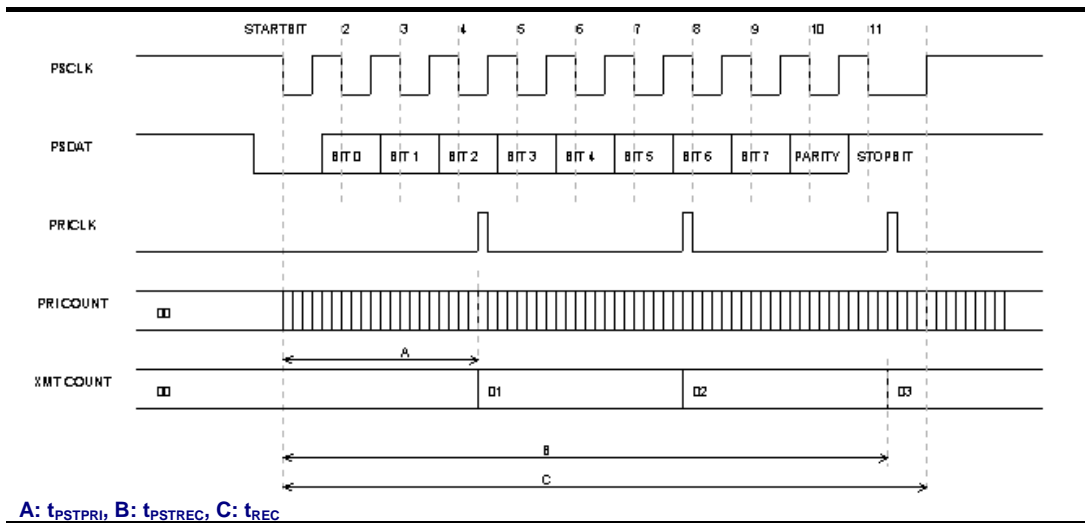 STARTBIT 2 3 4 5 6 7 8 9 10 11
PSCLK
PSDAT
BIT 0 BIT 1 BIT 2 BIT 3 BIT 4 BIT 5 BIT 6 BIT 7 PARITY STOPBIT
PRICLK
PRICOUNT
00
A
XMTCOUNT
00 01 02 03
B
C
A: tPSTPRI, B: tPSTREC, C: tREC